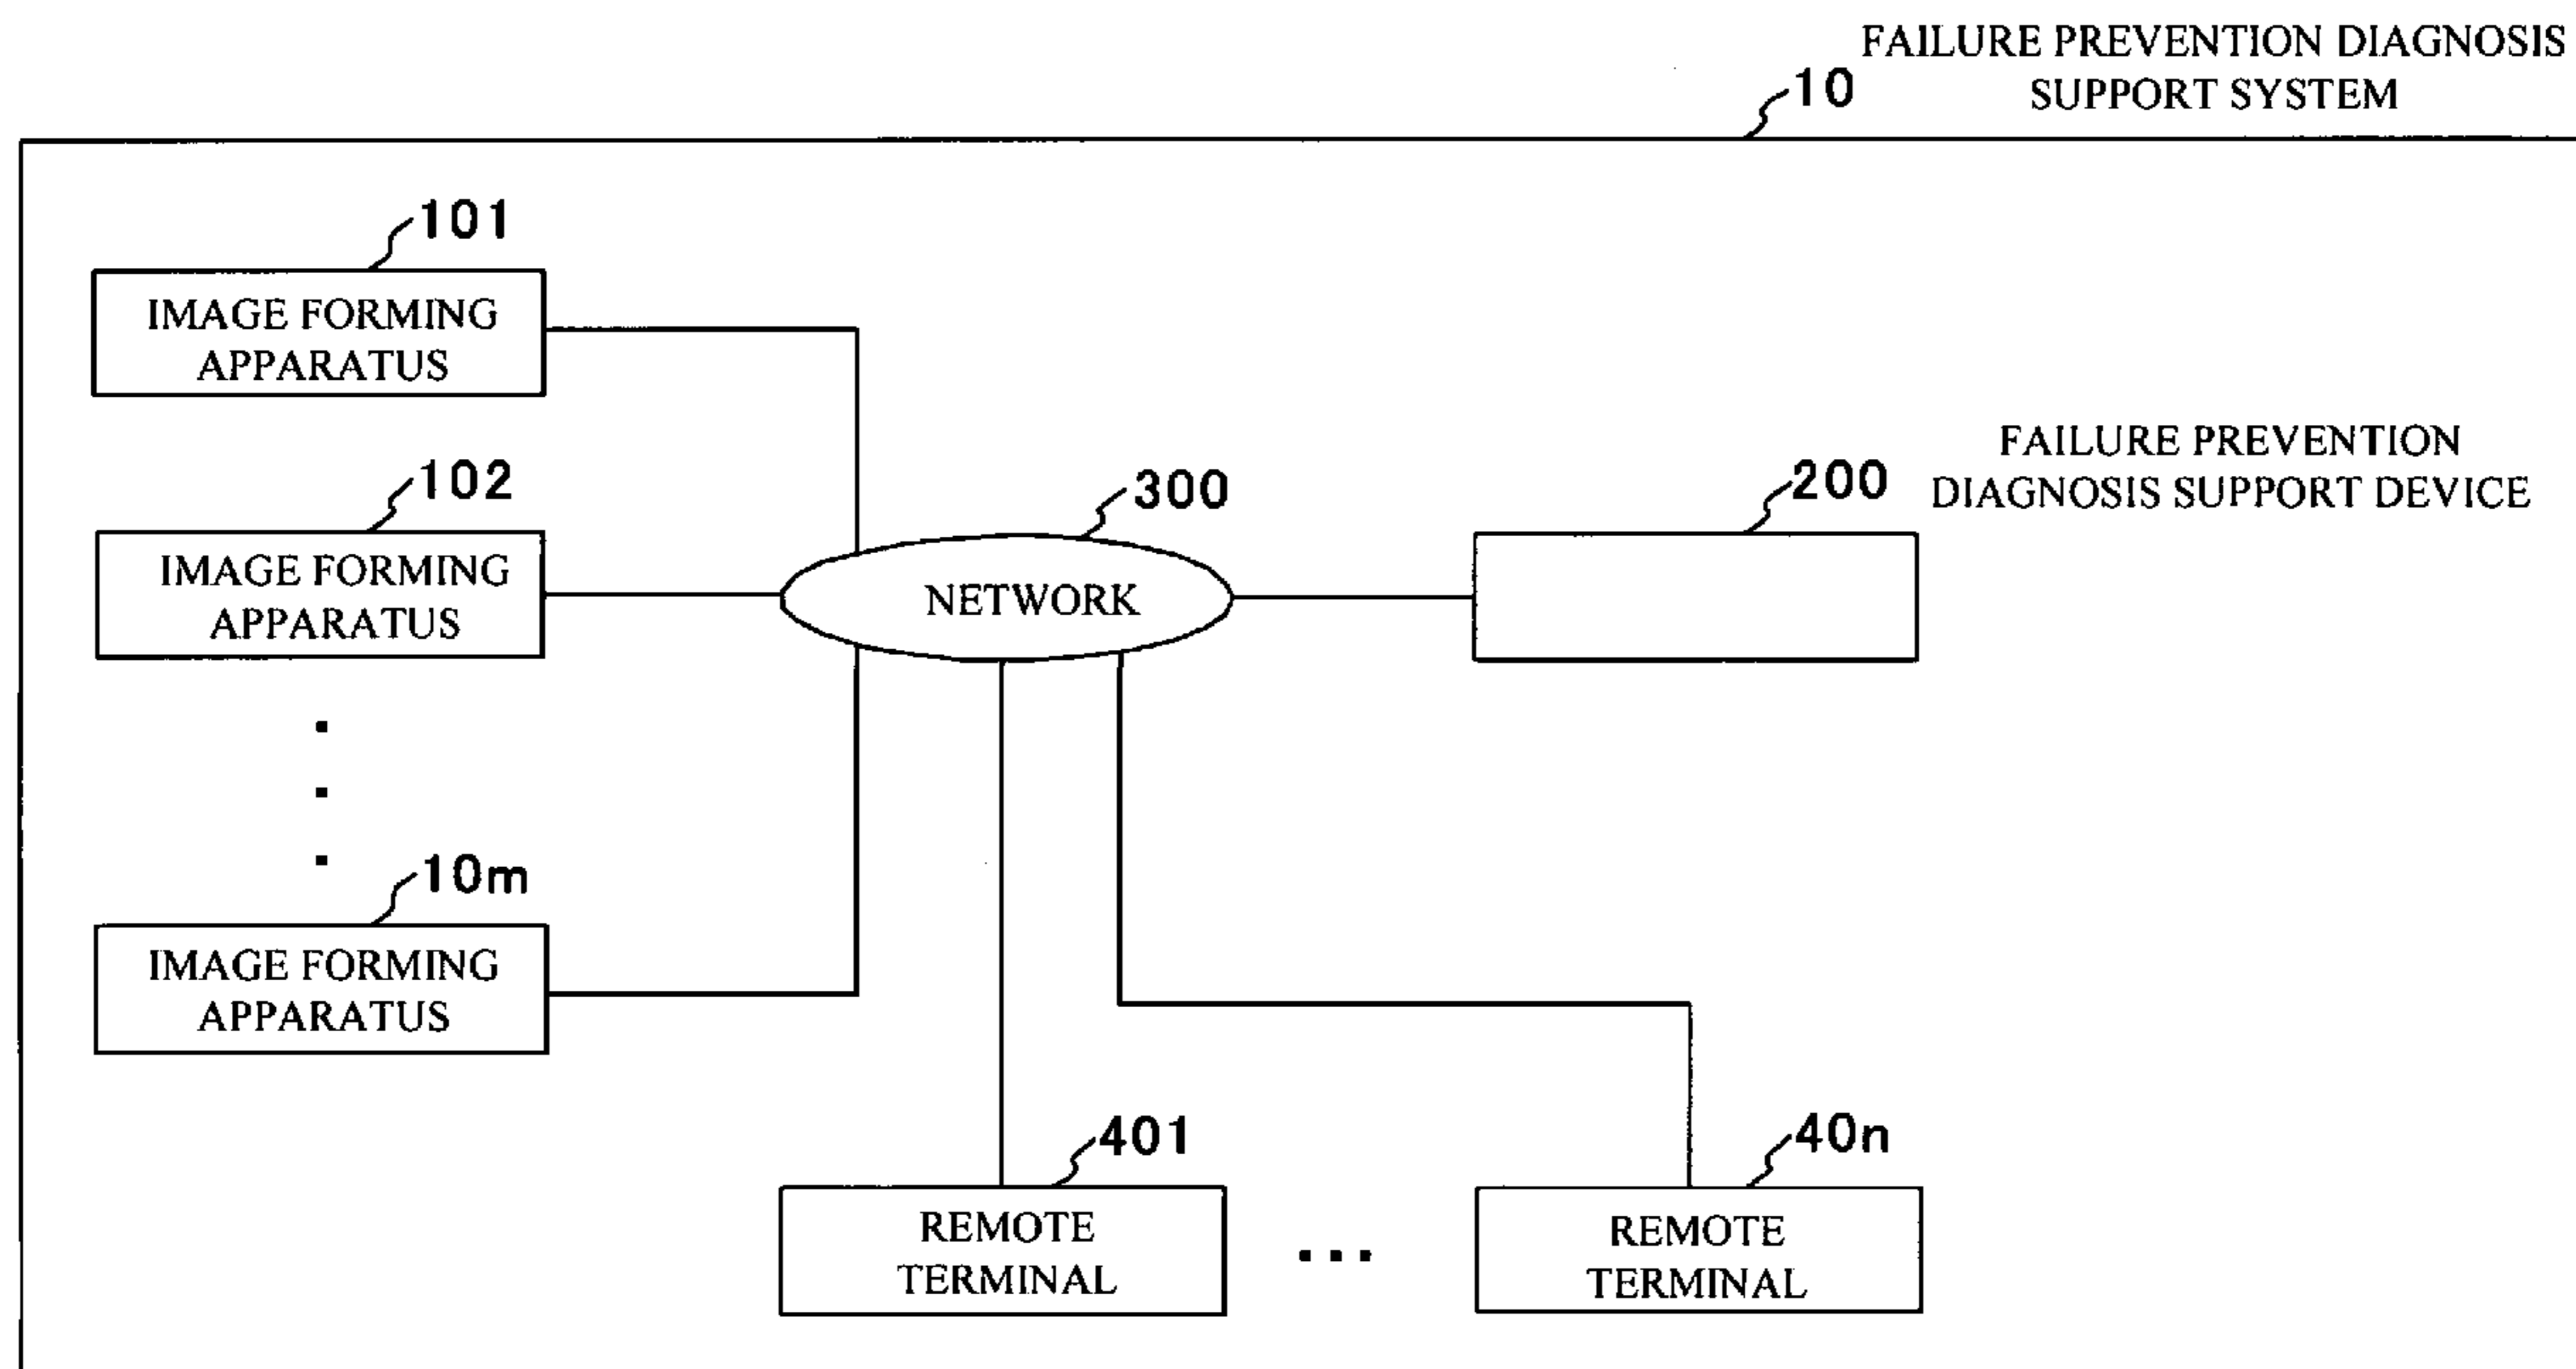 FAILURE PREVENTION DIAGNOSIS
SUPPORT SYSTEM
10
101
IMAGE FORMING
APPARATUS
102
IMAGE FORMING
APPARATUS
300
NETWORK
FAILURE PREVENTION
DIAGNOSIS SUPPORT DEVICE
200
10m
IMAGE FORMING
APPARATUS
401
REMOTE
TERMINAL
40n
REMOTE
TERMINAL